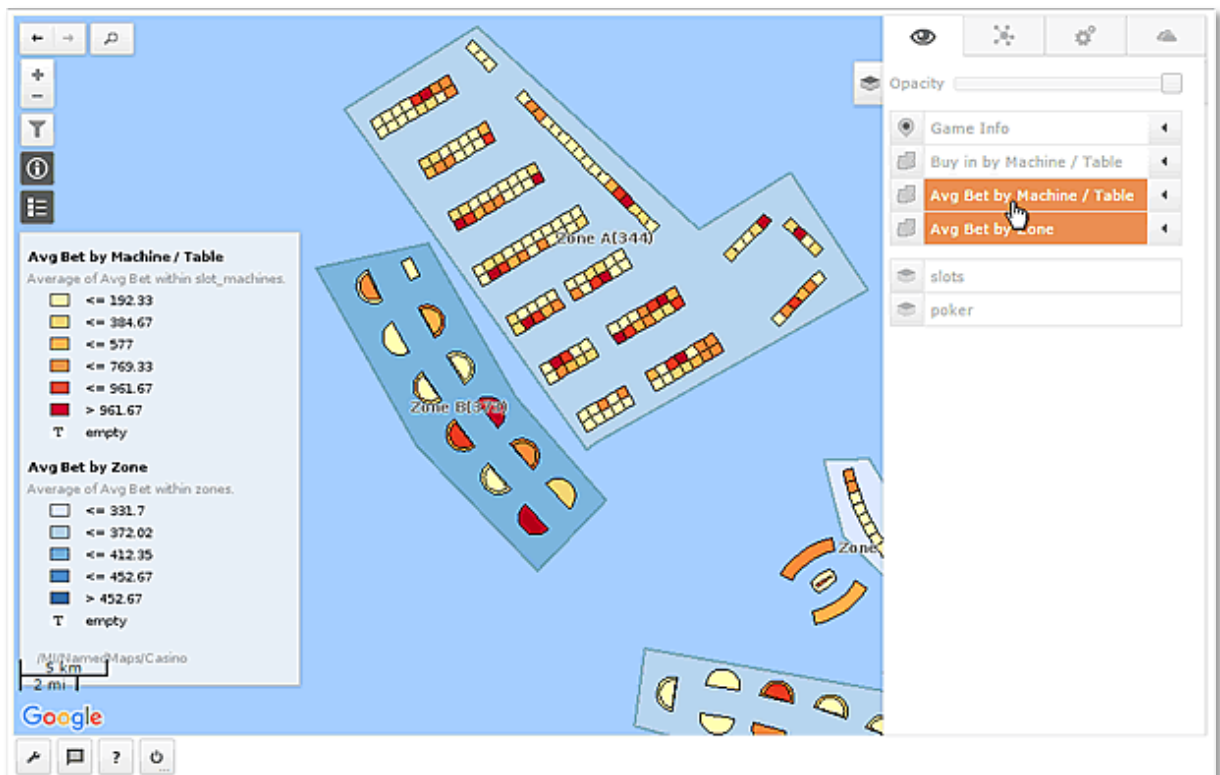 Opacity
Game Info
Buy in by Machine / Table
Avg Bet by Machine / Table
Avg Bet by Zone
slots
poker
Zone A(344)
Zone
Avg Bet by Machine / Table
Average of Avg Bet within slot_machines.
<= 192.33
<= 384.67
<= 577
<= 769.33
<= 961.67
> 961.67
T empty
Avg Bet by Zone
Average of Avg Bet within zones.
<= 331.7
<= 372.02
<= 412.35
<= 452.67
> 452.67
T empty
/MI/NamedMaps/Casino
5 km
2 mi
Google
?